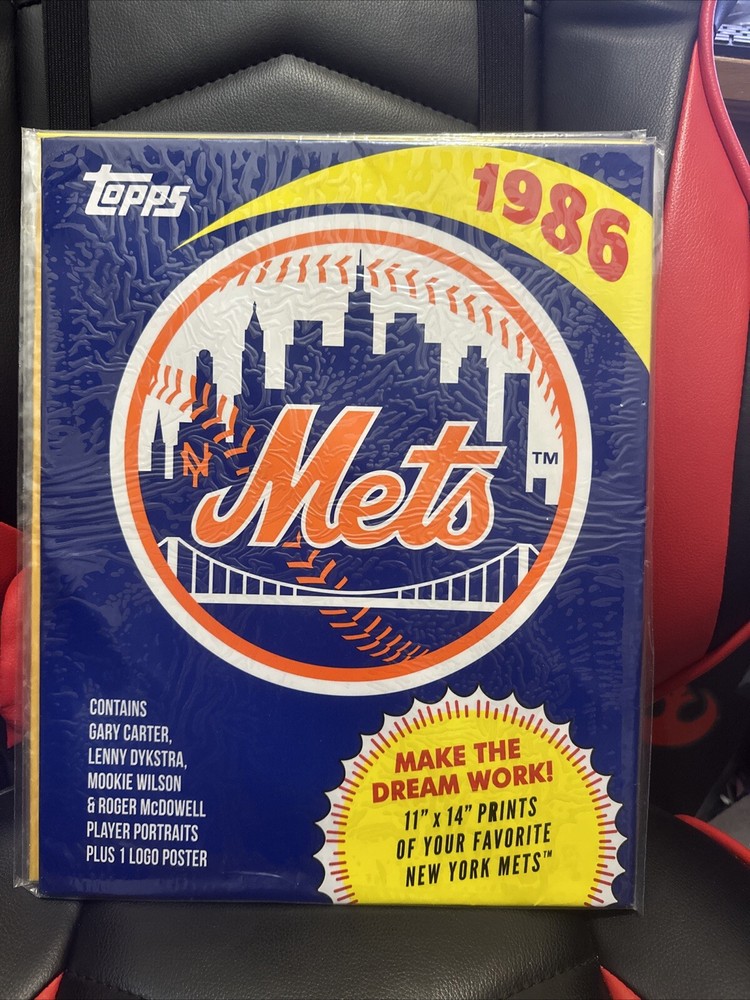 Topps
1986
NY
Mets
TM
CONTAINS
GARY CARTER,
LENNY DYKSTRA,
MOOKIE WILSON
& ROGER McDOWELL
PLAYER PORTRAITS
PLUS 1 LOGO POSTER
MAKE THE
DREAM WORK!
11" x 14" PRINTS
OF YOUR FAVORITE
NEW YORK METS™